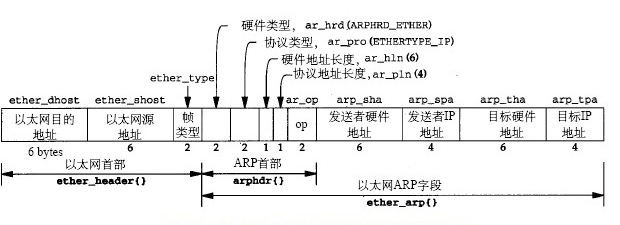 硬件类型，ar_hrd(ARPHRD_ETHER)
协议类型，ar_pro(ETHERTYPE_IP)
硬件地址长度，ar_hln(6)
协议地址长度，ar_pln(4)
ether_type
ether_dhost ether_shost ar_op arp_sha arp_spa arp_tha arp_tpa
以太网目的地址 以太网源地址 帧类型 op 发送者硬件地址 发送者IP地址 目标硬件地址 目标IP地址
6 bytes 6 2 2 2 1 1 2 6 4 6 4
以太网首部 ARP首部
ether_header{} arphdr{}
以太网ARP字段
ether_arp{}